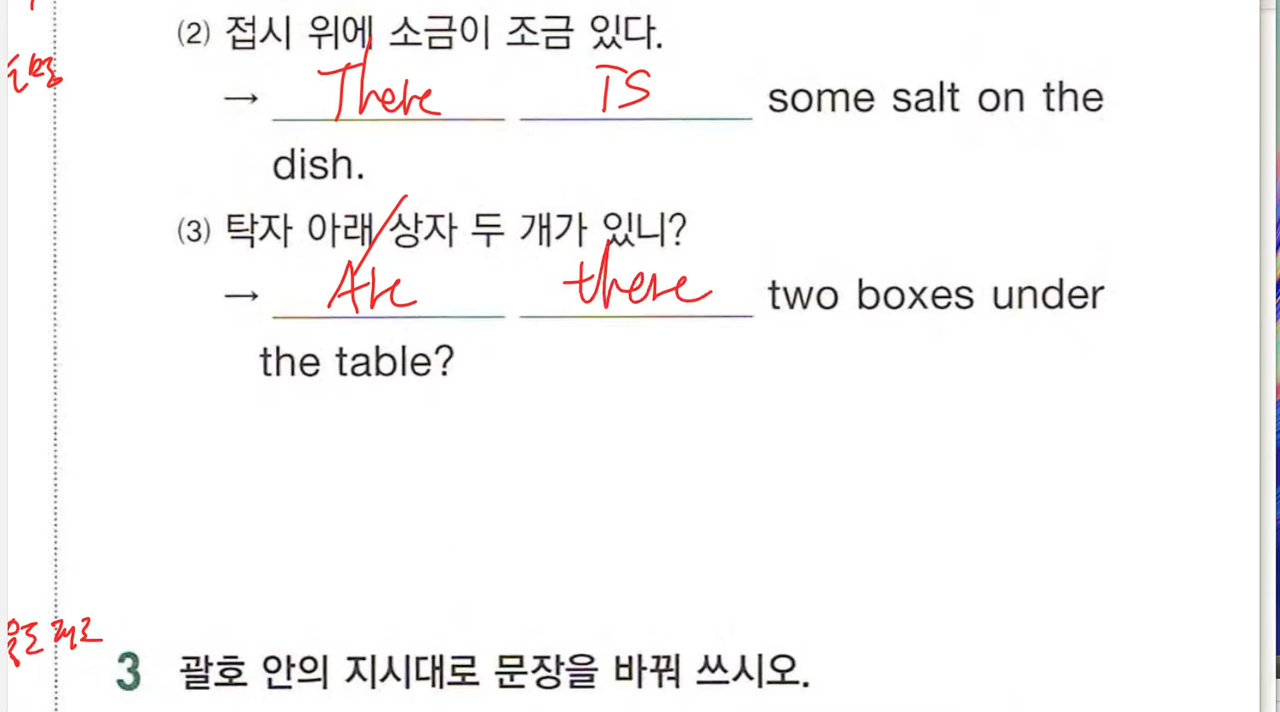 (2) 접시 위에 소금이 조금 있다.
→ There is some salt on the
dish.
(3) 탁자 아래 상자 두 개가 있니?
→ Are there two boxes under
the table?
3 괄호 안의 지시대로 문장을 바꿔 쓰시오.